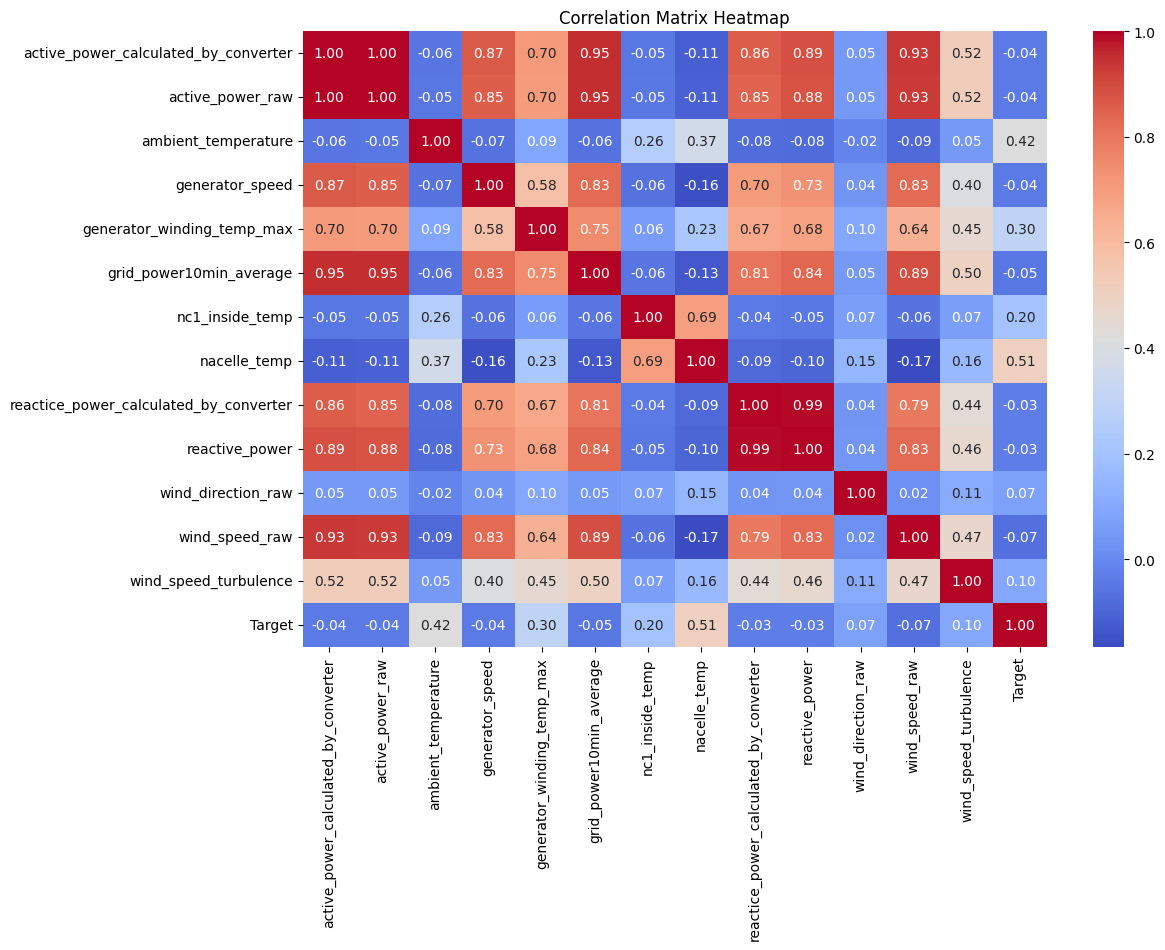 Correlation Matrix Heatmap
active_power_calculated_by_converter 1.00 1.00 -0.06 0.87 0.70 0.95 -0.05 -0.11 0.86 0.89 0.05 0.93 0.52 -0.04
active_power_raw 1.00 1.00 -0.05 0.85 0.70 0.95 -0.05 -0.11 0.85 0.88 0.05 0.93 0.52 -0.04
ambient_temperature -0.06 -0.05 1.00 -0.07 0.09 -0.06 0.26 0.37 -0.08 -0.08 -0.02 -0.09 0.05 0.42
generator_speed 0.87 0.85 -0.07 1.00 0.58 0.83 -0.06 -0.16 0.70 0.73 0.04 0.83 0.40 -0.04
generator_winding_temp_max 0.70 0.70 0.09 0.58 1.00 0.75 0.06 0.23 0.67 0.68 0.10 0.64 0.45 0.30
grid_power10min_average 0.95 0.95 -0.06 0.83 0.75 1.00 -0.06 -0.13 0.81 0.84 0.05 0.89 0.50 -0.05
nc1_inside_temp -0.05 -0.05 0.26 -0.06 0.06 -0.06 1.00 0.69 -0.04 -0.05 0.07 -0.06 0.07 0.20
nacelle_temp -0.11 -0.11 0.37 -0.16 0.23 -0.13 0.69 1.00 -0.09 -0.10 0.15 -0.17 0.16 0.51
reactice_power_calculated_by_converter 0.86 0.85 -0.08 0.70 0.67 0.81 -0.04 -0.09 1.00 0.99 0.04 0.79 0.44 -0.03
reactive_power 0.89 0.88 -0.08 0.73 0.68 0.84 -0.05 -0.10 0.99 1.00 0.04 0.83 0.46 -0.03
wind_direction_raw 0.05 0.05 -0.02 0.04 0.10 0.05 0.07 0.15 0.04 0.04 1.00 0.02 0.11 0.07
wind_speed_raw 0.93 0.93 -0.09 0.83 0.64 0.89 -0.06 -0.17 0.79 0.83 0.02 1.00 0.47 -0.07
wind_speed_turbulence 0.52 0.52 0.05 0.40 0.45 0.50 0.07 0.16 0.44 0.46 0.11 0.47 1.00 0.10
Target -0.04 -0.04 0.42 -0.04 0.30 -0.05 0.20 0.51 -0.03 -0.03 0.07 -0.07 0.10 1.00
active_power_calculated_by_converter
active_power_raw
ambient_temperature
generator_speed
generator_winding_temp_max
grid_power10min_average
nc1_inside_temp
nacelle_temp
reactice_power_calculated_by_converter
reactive_power
wind_direction_raw
wind_speed_raw
wind_speed_turbulence
Target
1.0
0.8
0.6
0.4
0.2
0.0